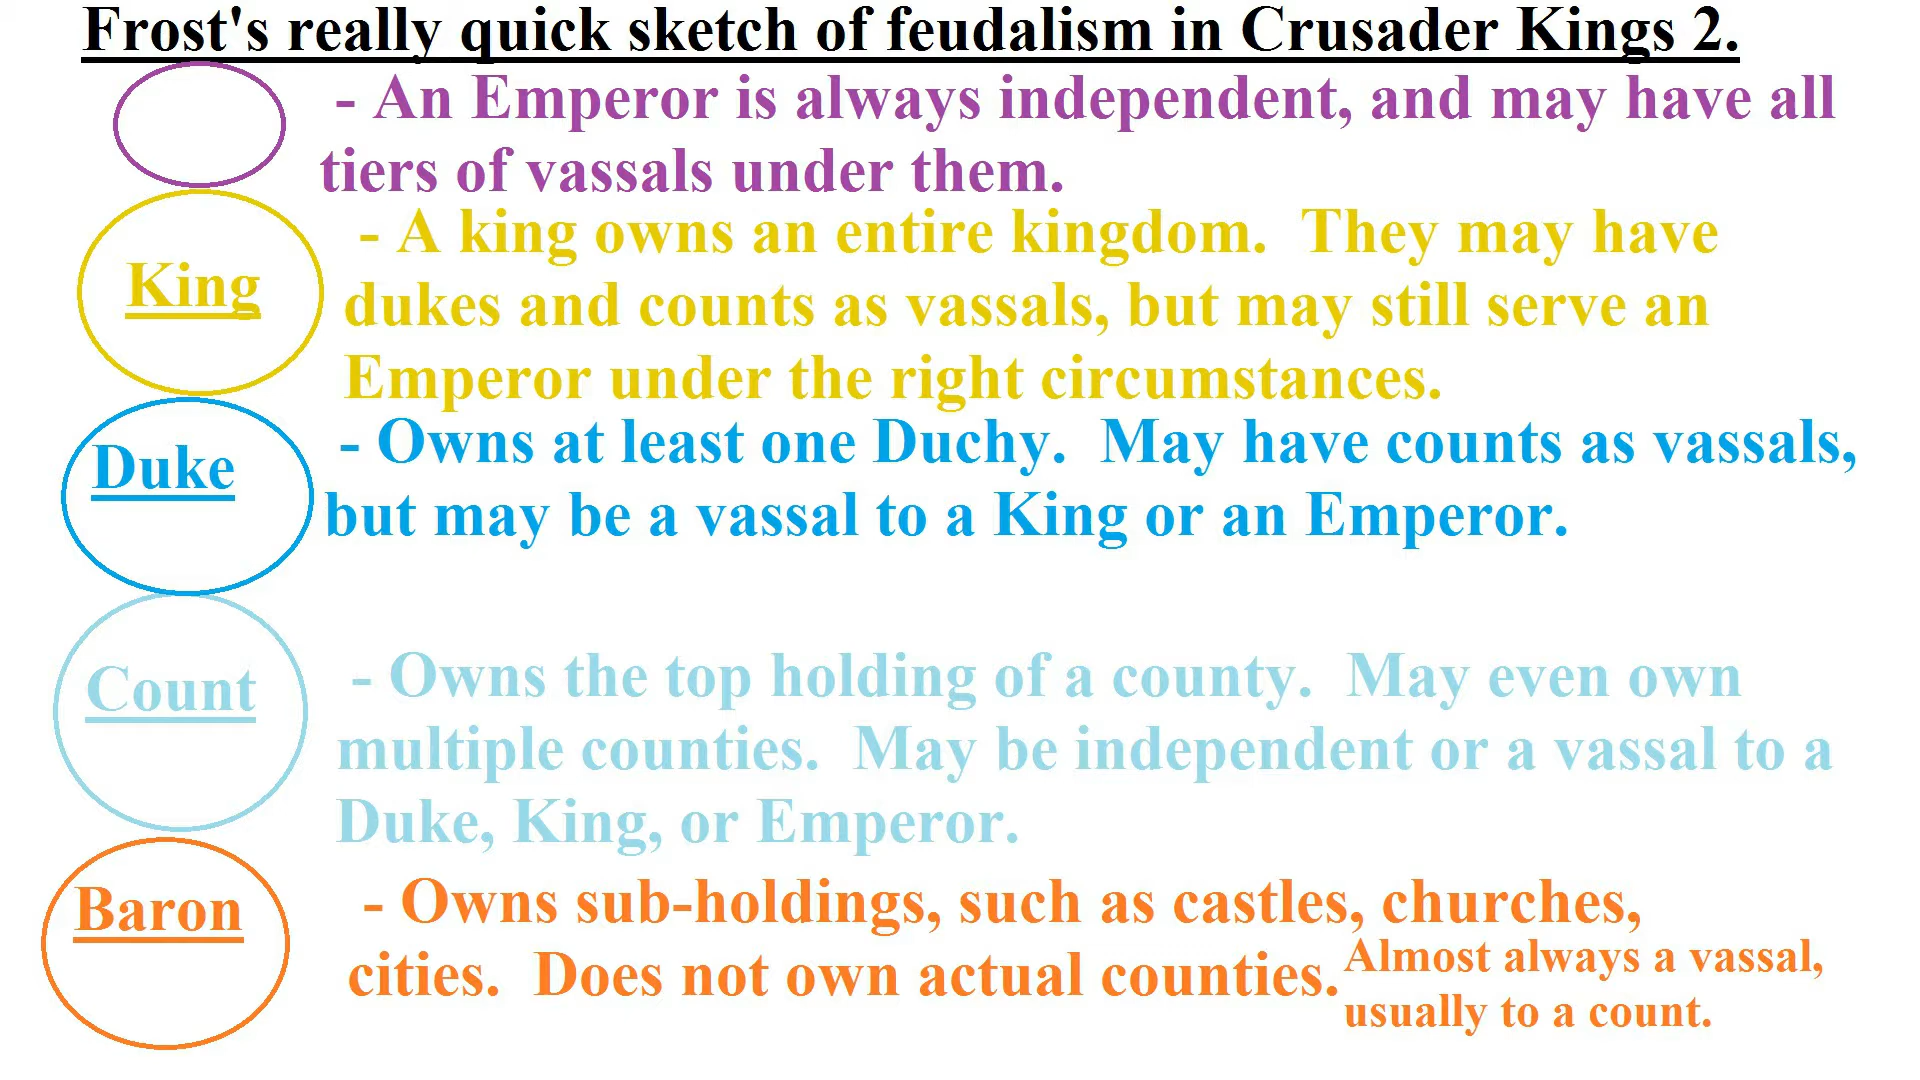 Frost's really quick sketch of feudalism in Crusader Kings 2.
- An Emperor is always independent, and may have all
tiers of vassals under them.
King
- A king owns an entire kingdom.  They may have
dukes and counts as vassals, but may still serve an
Emperor under the right circumstances.
Duke
- Owns at least one Duchy.  May have counts as vassals,
but may be a vassal to a King or an Emperor.
Count
- Owns the top holding of a county.  May even own
multiple counties.  May be independent or a vassal to a
Duke, King, or Emperor.
Baron
- Owns sub-holdings, such as castles, churches,
cities.  Does not own actual counties.
Almost always a vassal,
usually to a count.